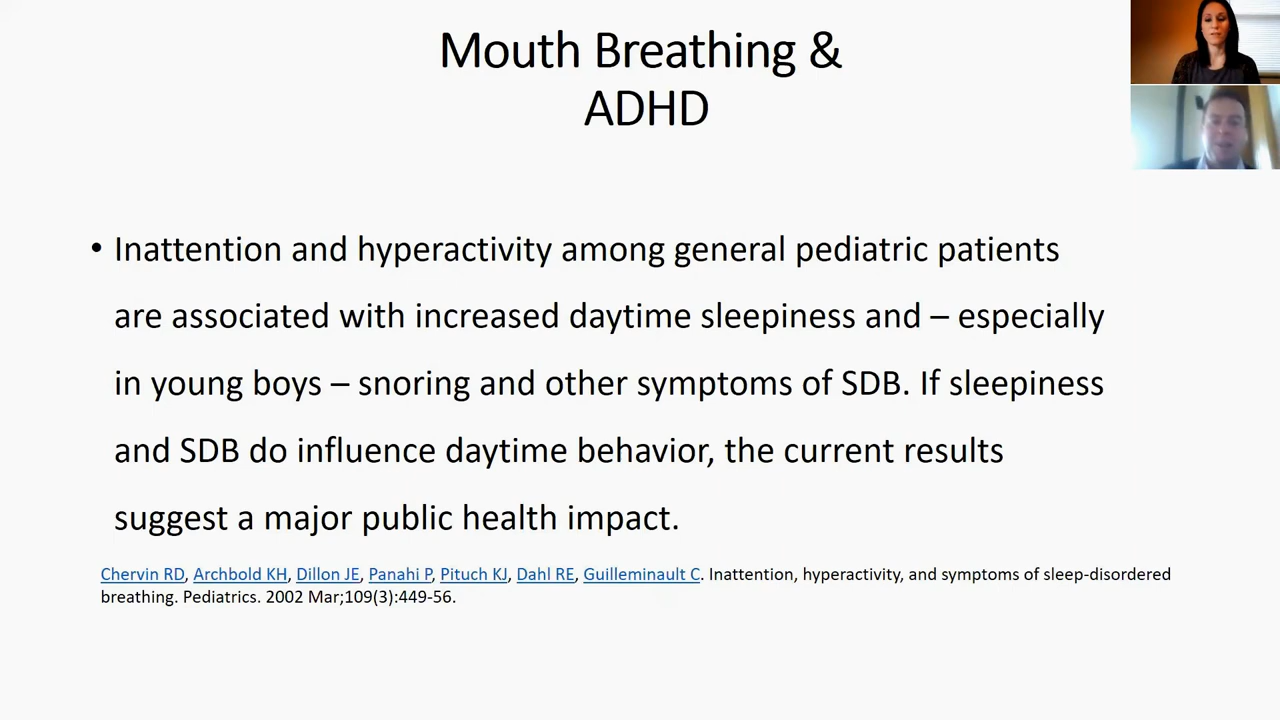 Mouth Breathing &
ADHD
• Inattention and hyperactivity among general pediatric patients
are associated with increased daytime sleepiness and – especially
in young boys – snoring and other symptoms of SDB. If sleepiness
and SDB do influence daytime behavior, the current results
suggest a major public health impact.
Chervin RD, Archbold KH, Dillon JE, Panahi P, Pituch KJ, Dahl RE, Guilleminault C. Inattention, hyperactivity, and symptoms of sleep-disordered
breathing. Pediatrics. 2002 Mar;109(3):449-56.